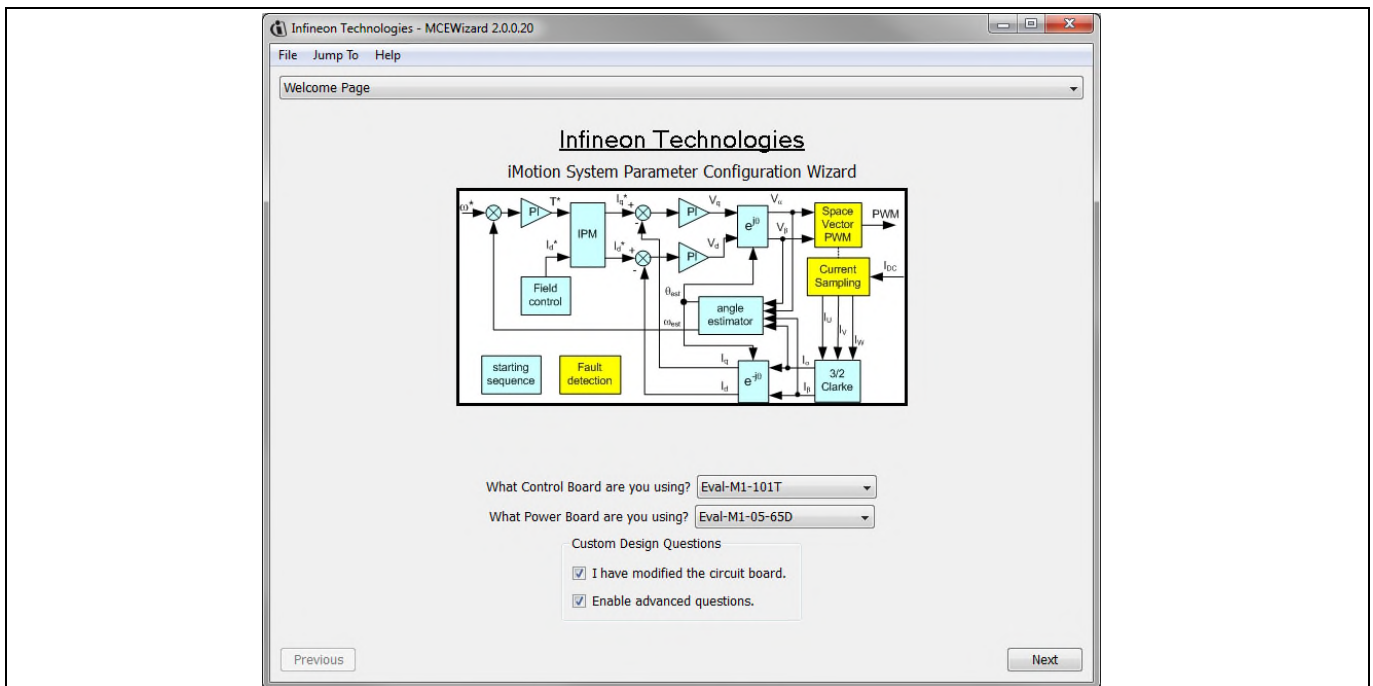 Infineon Technologies - MCEWizard 2.0.0.20
File Jump To Help
Welcome Page
Infineon Technologies
iMotion System Parameter Configuration Wizard
ω*
PI
T*
IPM
Iq*
+
-
PI
Vq
e^jθ
Vα
Space
Vector
PWM
PWM
Id*
Id*
+
-
PI
Vd
Vβ
Field
control
Current
Sampling
IDC
θest
angle
estimator
ωest
IU
IV
IW
starting
sequence
Fault
detection
Iq
Id
e^-jθ
Iα
Iβ
3/2
Clarke
What Control Board are you using? Eval-M1-101T
What Power Board are you using? Eval-M1-05-65D
Custom Design Questions
I have modified the circuit board.
Enable advanced questions.
Previous
Next